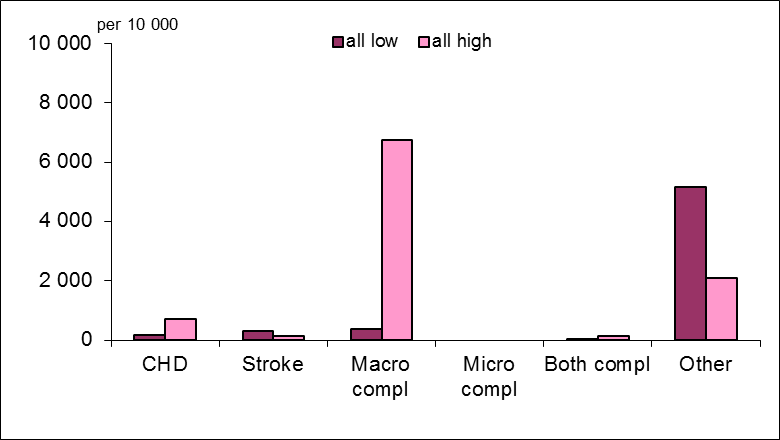 per 10 000
10 000
all low all high
8 000
6 000
4 000
2 000
0
CHD Stroke Macro compl Micro compl Both compl Other